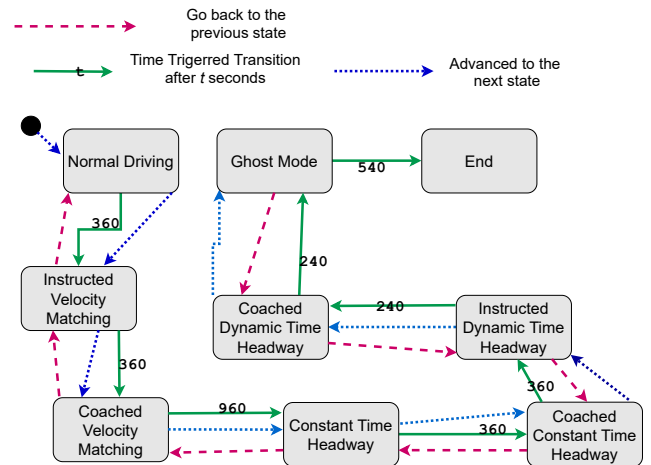 Go back to the
previous state
t
Time Trigerred Transition
after t seconds
Advanced to the
next state
Normal Driving
Ghost Mode
540
End
360
240
Instructed
Velocity
Matching
Coached
Dynamic Time
Headway
240
Instructed
Dynamic Time
Headway
360
360
Coached
Velocity
Matching
960
Constant Time
Headway
360
Coached
Constant Time
Headway